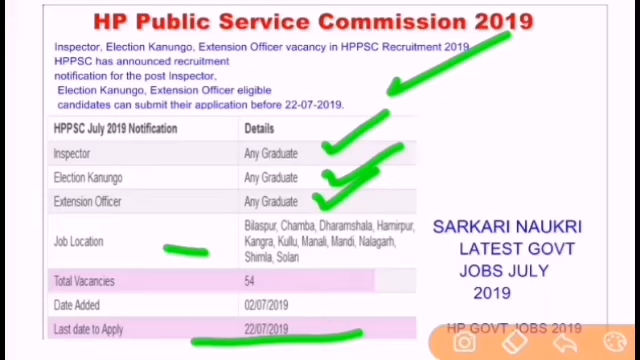 HP Public Service Commission 2019
Inspector, Election Kanungo, Extension Officer vacancy in HPPSC Recruitment 2019
HPPSC has announced recruitment
notification for the post Inspector,
Election Kanungo, Extension Officer eligible
candidates can submit their application before 22-07-2019.
HPPSC July 2019 Notification Details
Inspector Any Graduate
Election Kanungo Any Graduate
Extension Officer Any Graduate
Job Location Bilaspur, Chamba, Dharamshala, Hamirpur,
Kangra, Kullu, Manali, Mandi, Nalagarh,
Shimla, Solan
Total Vacancies 54
Date Added 02/07/2019
Last date to Apply 22/07/2019
SARKARI NAUKRI
LATEST GOVT
JOBS JULY
2019
HP GOVT JOBS 2019